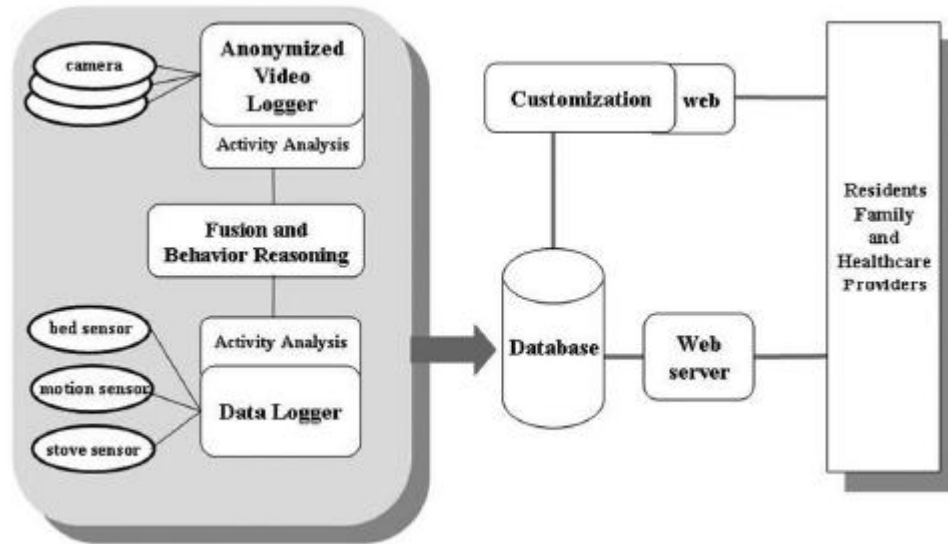 camera
Anonymized
Video
Logger
Activity Analysis
Fusion and
Behavior Reasoning
bed sensor
motion sensor
stove sensor
Activity Analysis
Data Logger
Customization
web
Database
Web
server
Residents
Family
and
Healthcare
Providers